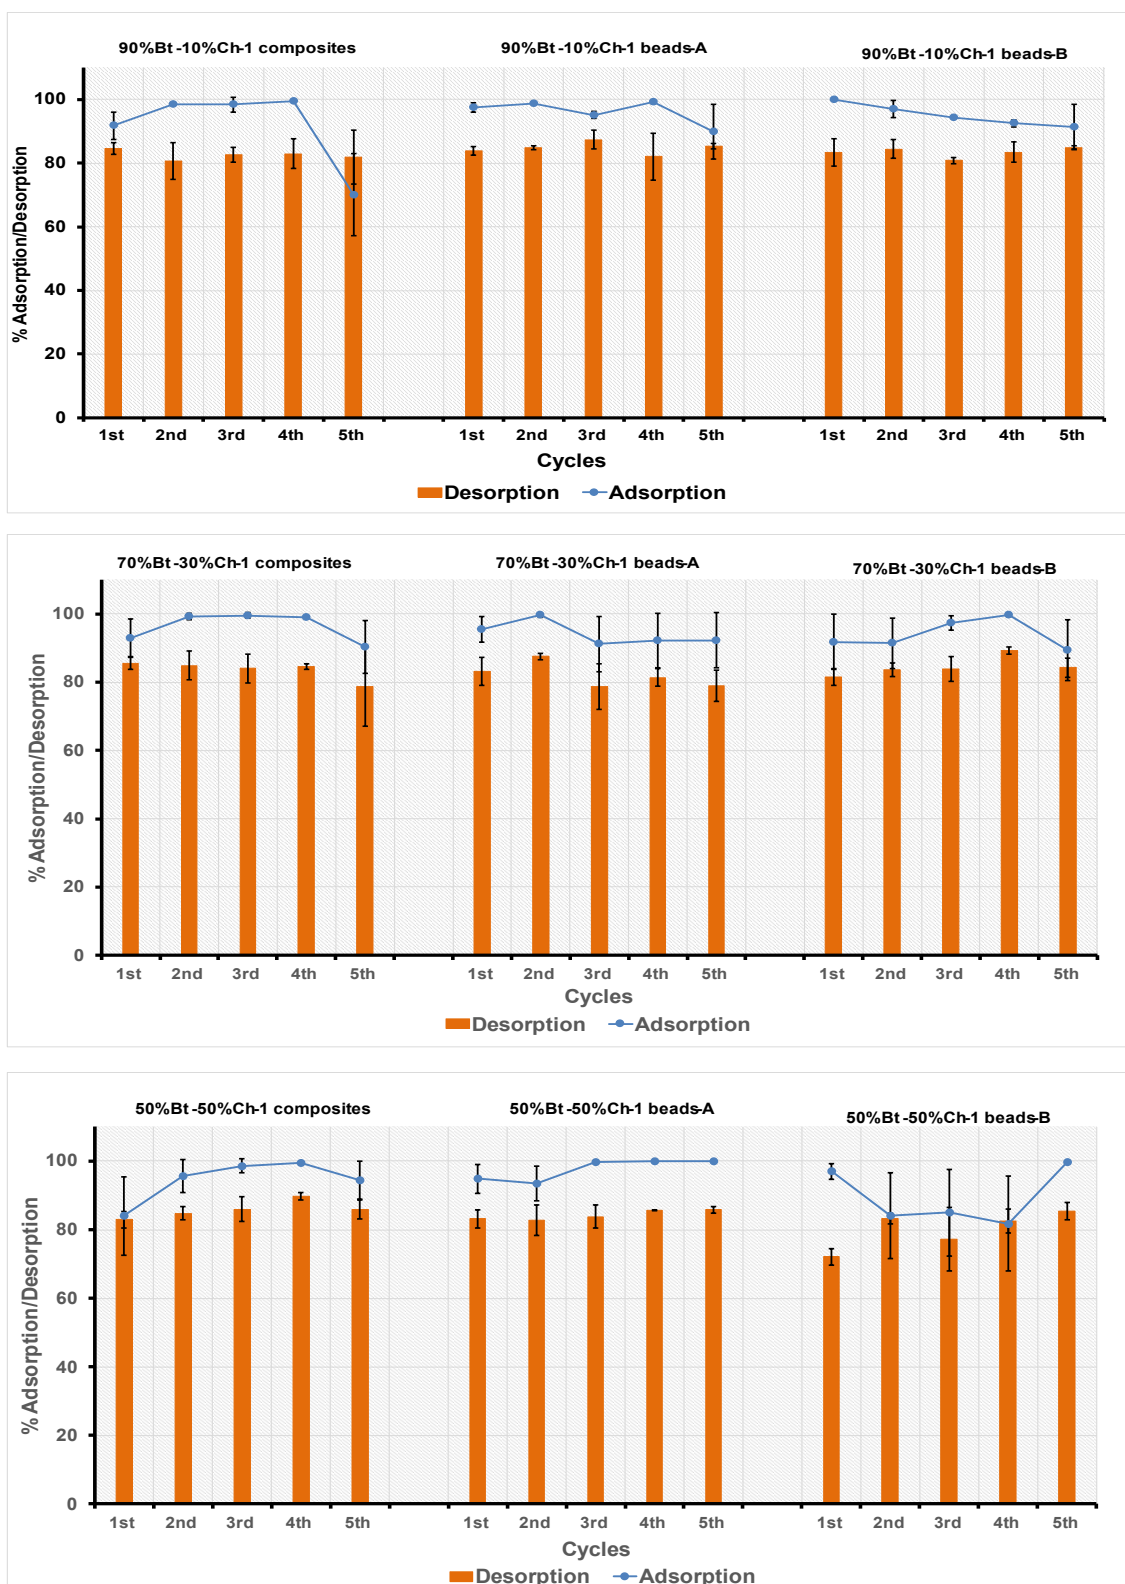 90%Bt-10%Ch-1 composites
90%Bt-10%Ch-1 beads-A
90%Bt-10%Ch-1 beads-B
% Adsorption/Desorption
100
80
60
40
20
0
1st 2nd 3rd 4th 5th 1st 2nd 3rd 4th 5th 1st 2nd 3rd 4th 5th
Cycles
Desorption Adsorption
70%Bt-30%Ch-1 composites
70%Bt-30%Ch-1 beads-A
70%Bt-30%Ch-1 beads-B
% Adsorption/Desorption
100
80
60
40
20
0
1st 2nd 3rd 4th 5th 1st 2nd 3rd 4th 5th 1st 2nd 3rd 4th 5th
Cycles
Desorption Adsorption
50%Bt-50%Ch-1 composites
50%Bt-50%Ch-1 beads-A
50%Bt-50%Ch-1 beads-B
% Adsorption/Desorption
100
80
60
40
20
0
1st 2nd 3rd 4th 5th 1st 2nd 3rd 4th 5th 1st 2nd 3rd 4th 5th
Cycles
Desorption Adsorption